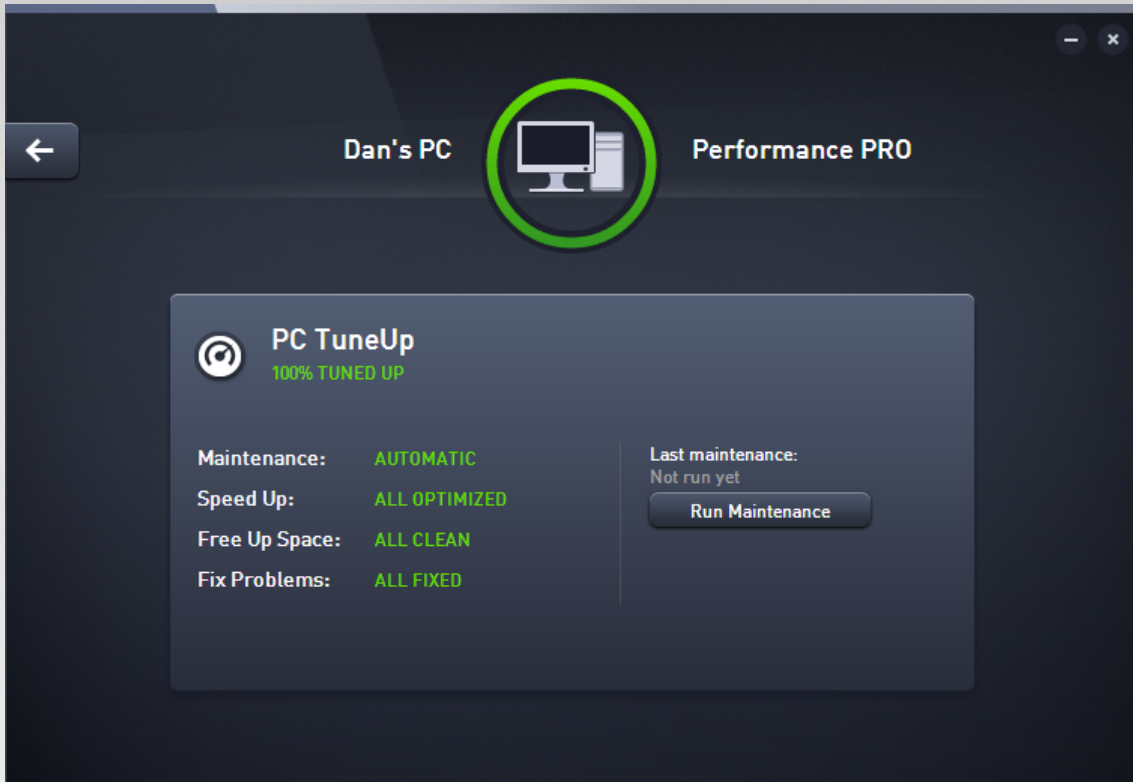 Dan's PC
Performance PRO
PC TuneUp
100% TUNED UP
Maintenance: AUTOMATIC
Speed Up: ALL OPTIMIZED
Free Up Space: ALL CLEAN
Fix Problems: ALL FIXED
Last maintenance:
Not run yet
Run Maintenance